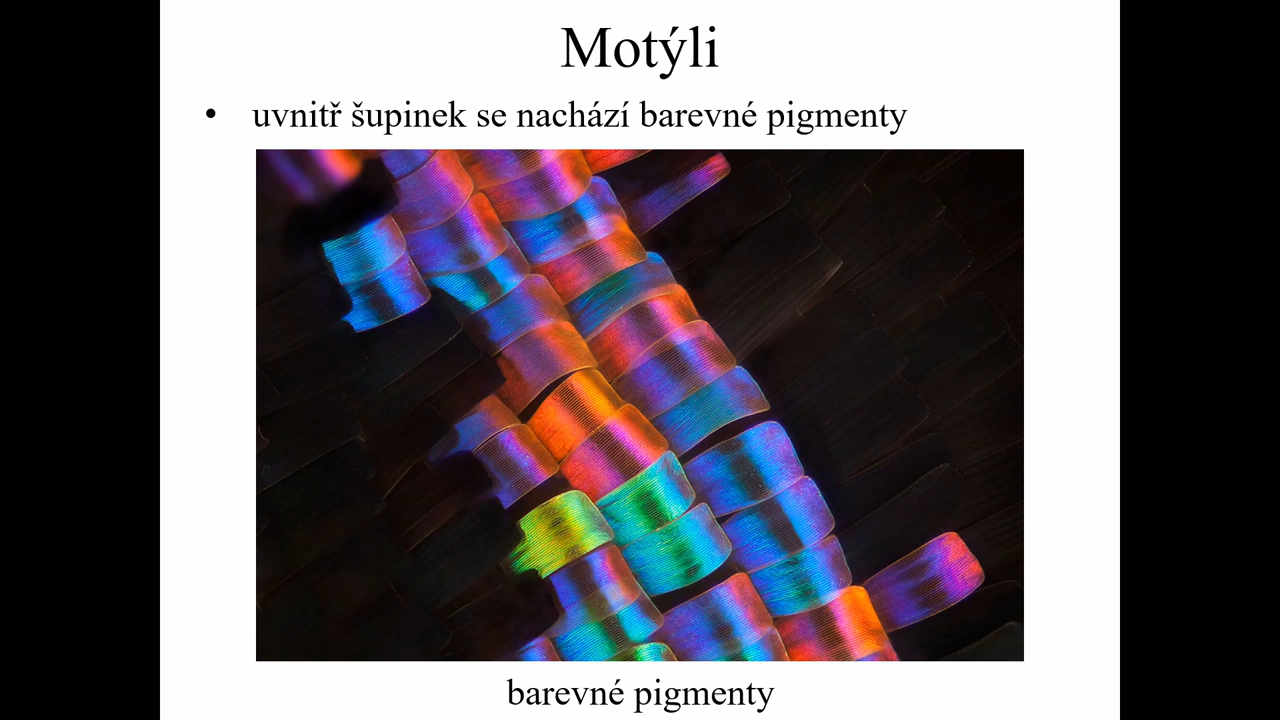 Motýli
• uvnitř šupinek se nachází barevné pigmenty
barevné pigmenty